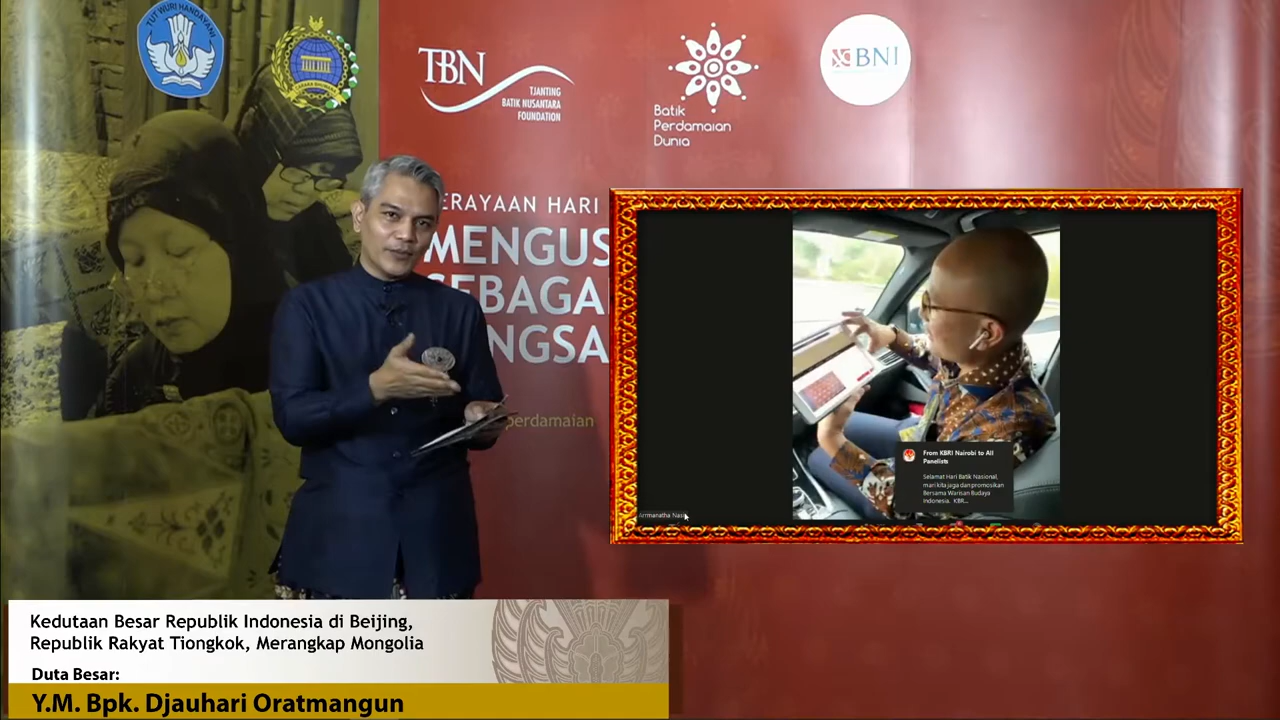 TUT WURI HANDAYANI
TBN
TJANTING
BATIK NUSANTARA
FOUNDATION
Batik
Perdamaian
Dunia
BNI
ERAYAAN HARI
MENGUS
SEBAGA
NGSA
perdamaian
From KBRI Nairobi to All
Panelists
Selamat Hari Batik Nasional,
mari kita jaga dan promosikan
Bersama Warisan Budaya
Indonesia. KBR...
Kedutaan Besar Republik Indonesia di Beijing,
Republik Rakyat Tiongkok, Merangkap Mongolia
Duta Besar:
Y.M. Bpk. Djauhari Oratmangun